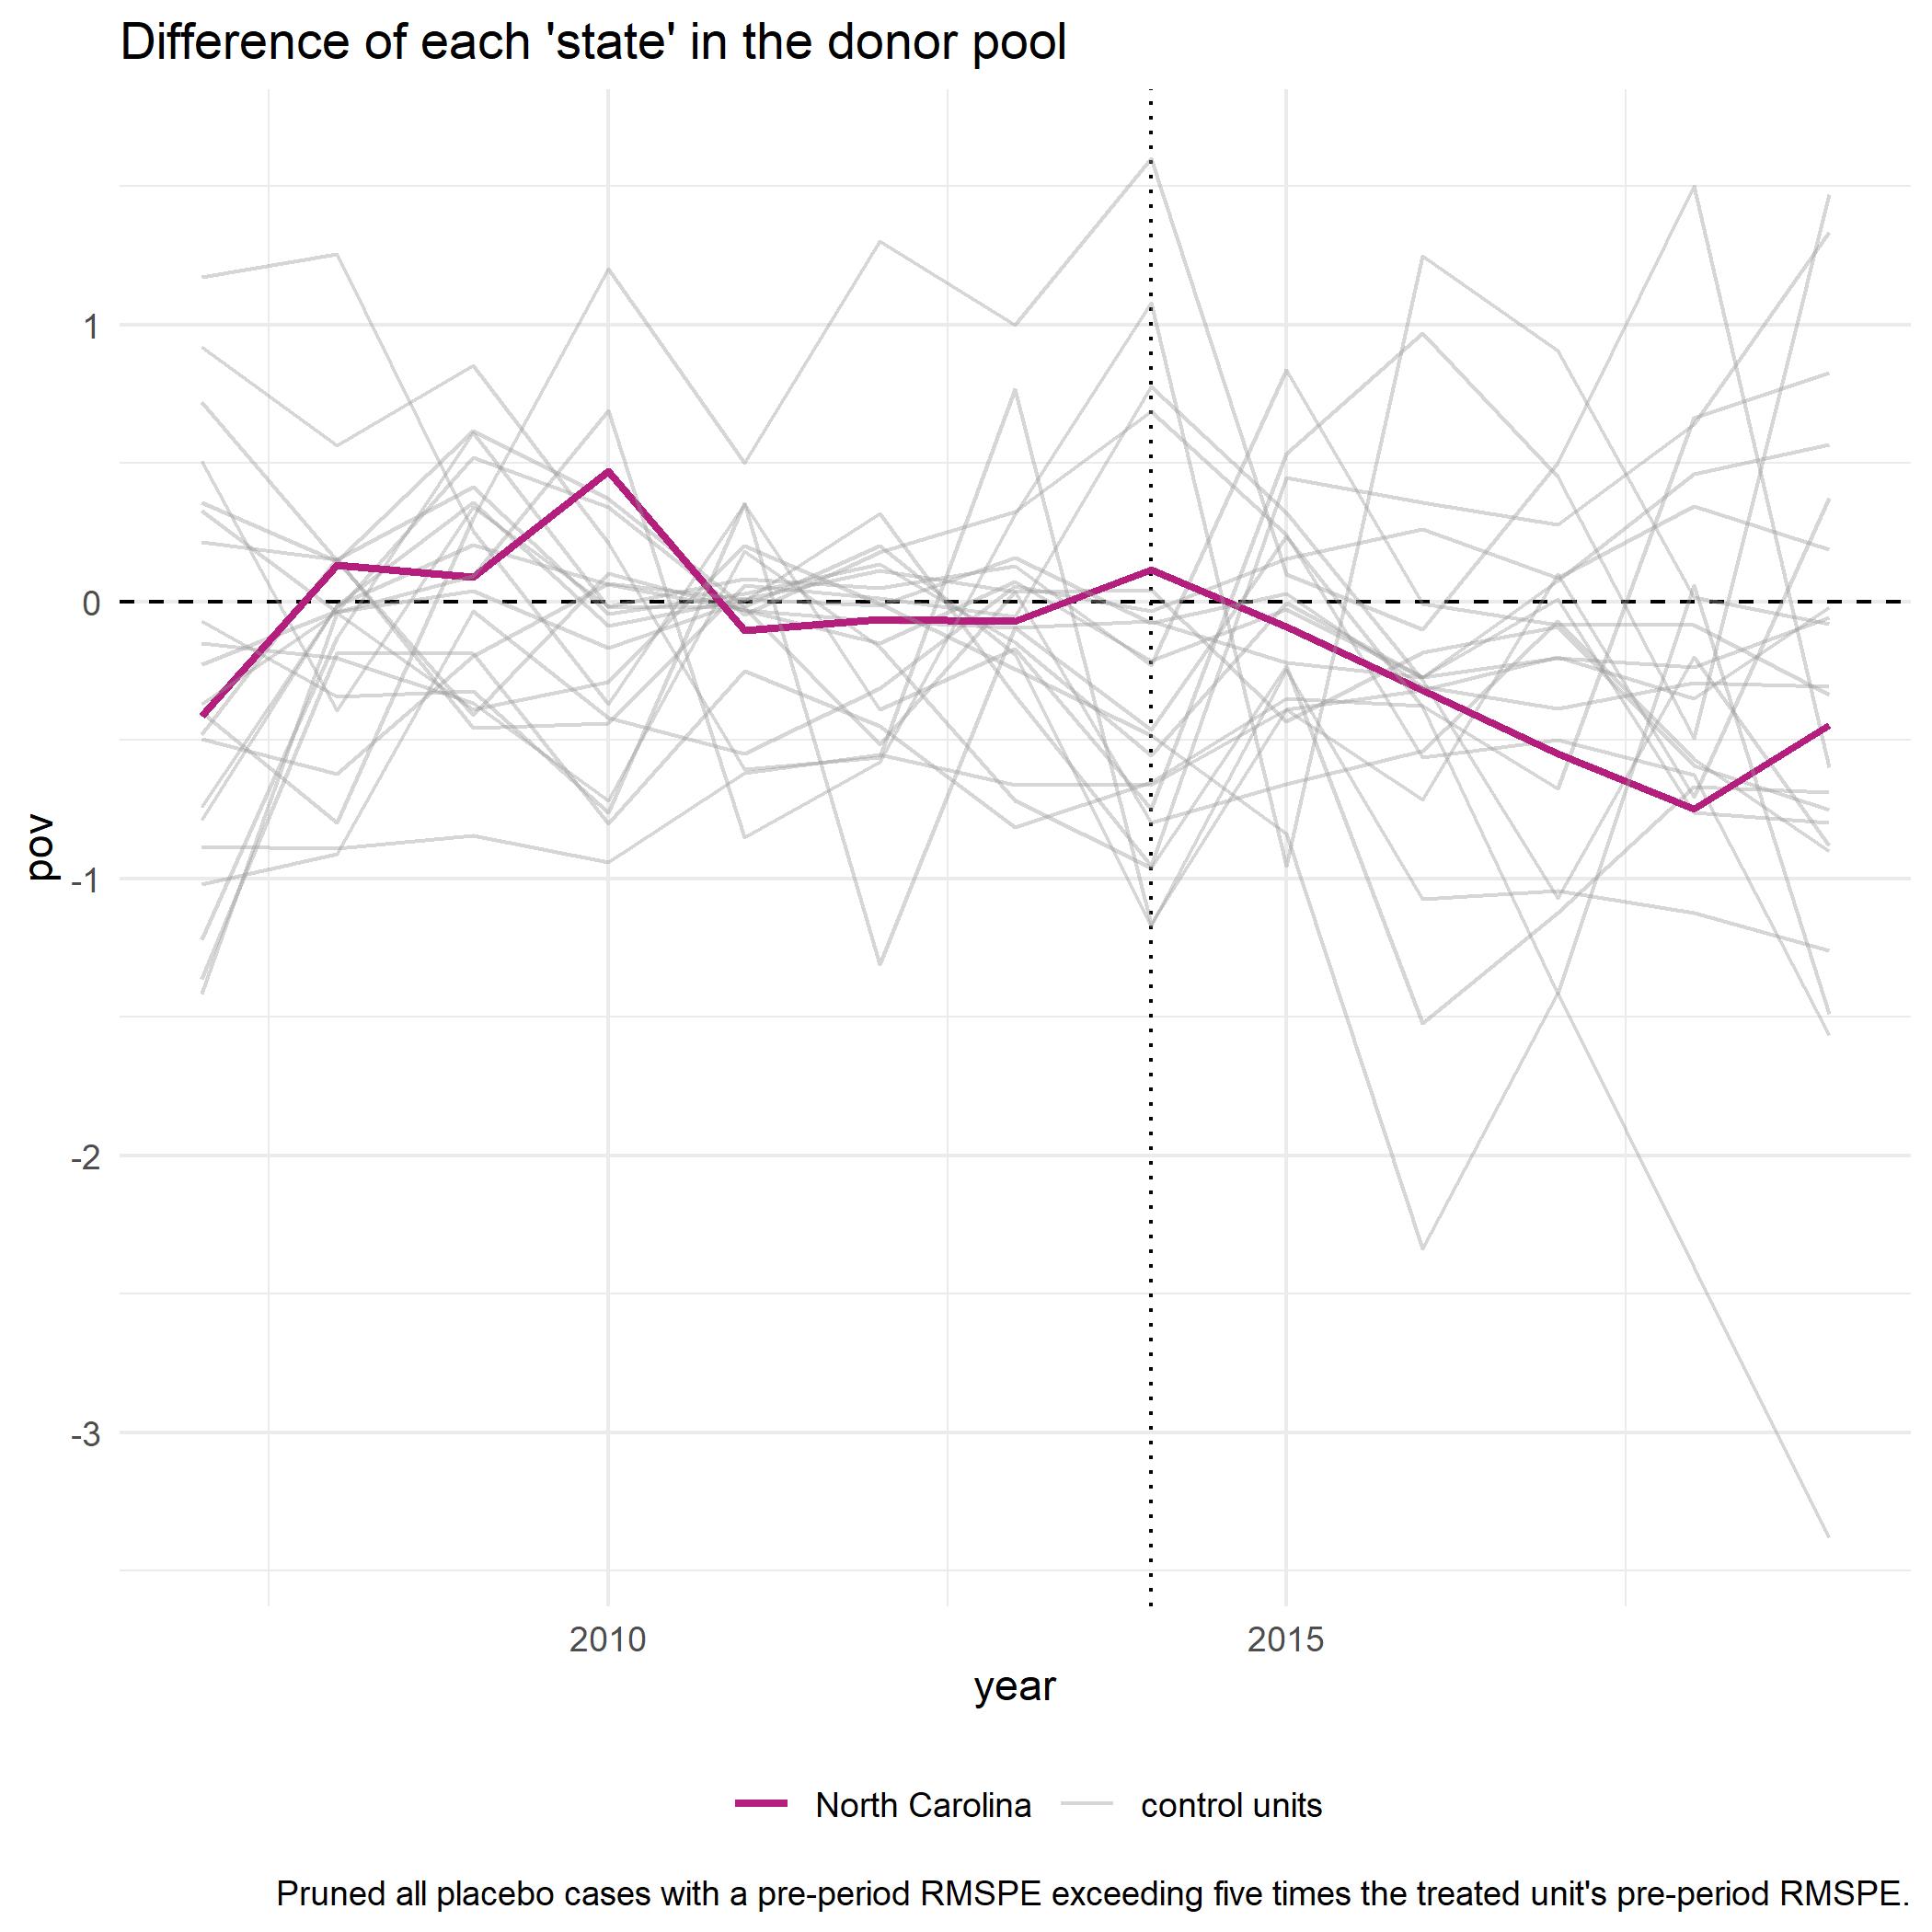 Difference of each 'state' in the donor pool
1
0
-1
-2
-3
pov
2010
2015
year
North Carolina
control units
Pruned all placebo cases with a pre-period RMSPE exceeding five times the treated unit's pre-period RMSPE.